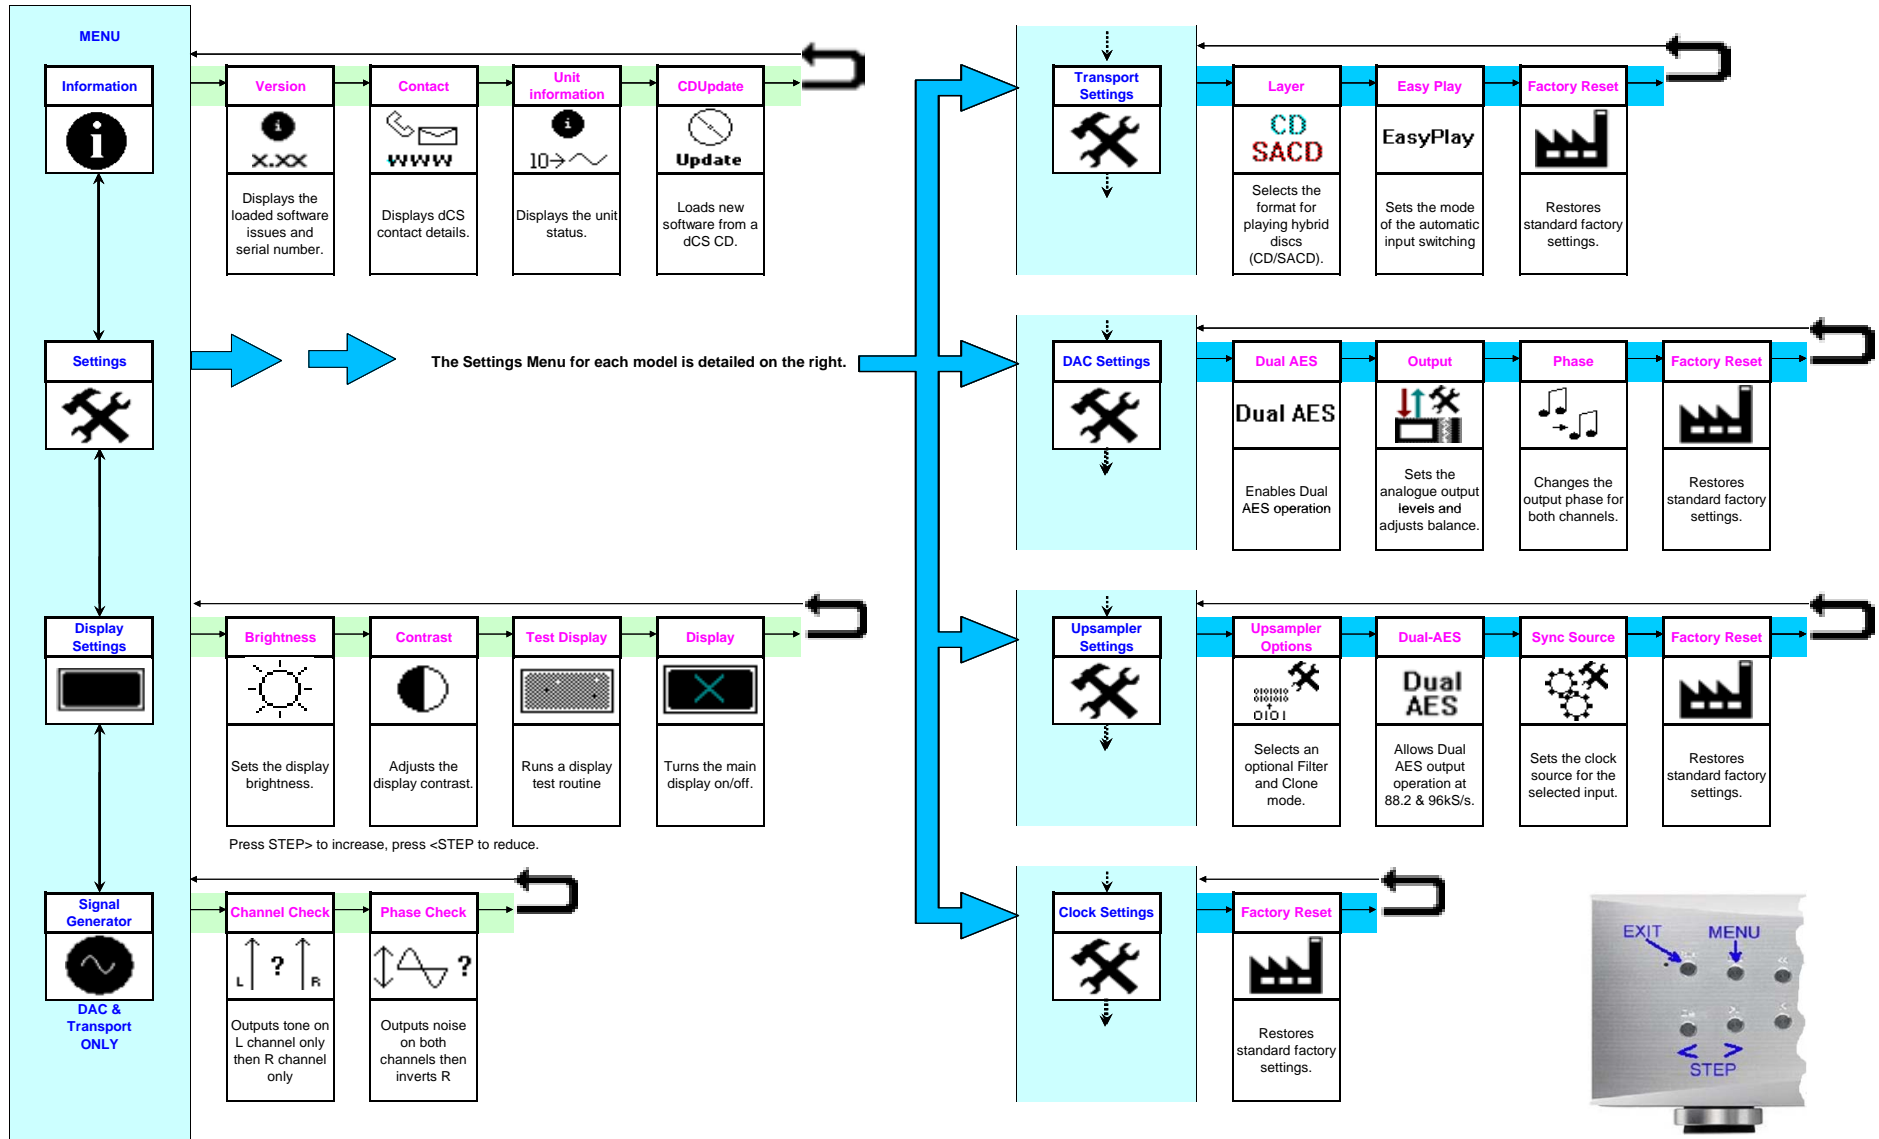 MENU
Information
Version
x.xx
Displays the
loaded software
issues and
serial number.
Contact
www
Displays dCS
contact details.
Unit
information
10→
Displays the unit
status.
CDUpdate
Update
Loads new
software from a
dCS CD.
Settings
The Settings Menu for each model is detailed on the right.
Display
Settings
Brightness
Sets the display
brightness.
Contrast
Adjusts the
display contrast.
Test Display
Runs a display
test routine
Display
Turns the main
display on/off.
Press STEP> to increase, press <STEP to reduce.
Signal
Generator
DAC &
Transport
ONLY
Channel Check
L ? R
Outputs tone on
L channel only
then R channel
only
Phase Check
?
Outputs noise
on both
channels then
inverts R
Transport
Settings
Layer
CD
SACD
Selects the
format for
playing hybrid
discs
(CD/SACD).
Easy Play
EasyPlay
Sets the mode
of the automatic
input switching
Factory Reset
Restores
standard factory
settings.
DAC Settings
Dual AES
Dual AES
Enables Dual
AES operation
Output
Sets the
analogue output
levels and
adjusts balance.
Phase
Changes the
output phase for
both channels.
Factory Reset
Restores
standard factory
settings.
Upsampler
Settings
Upsampler
Options
010101
010101
0101
Selects an
optional Filter
and Clone
mode.
Dual-AES
Dual
AES
Allows Dual
AES output
operation at
88.2 & 96kS/s.
Sync Source
Sets the clock
source for the
selected input.
Factory Reset
Restores
standard factory
settings.
Clock Settings
Factory Reset
Restores
standard factory
settings.
EXIT MENU
< >
STEP